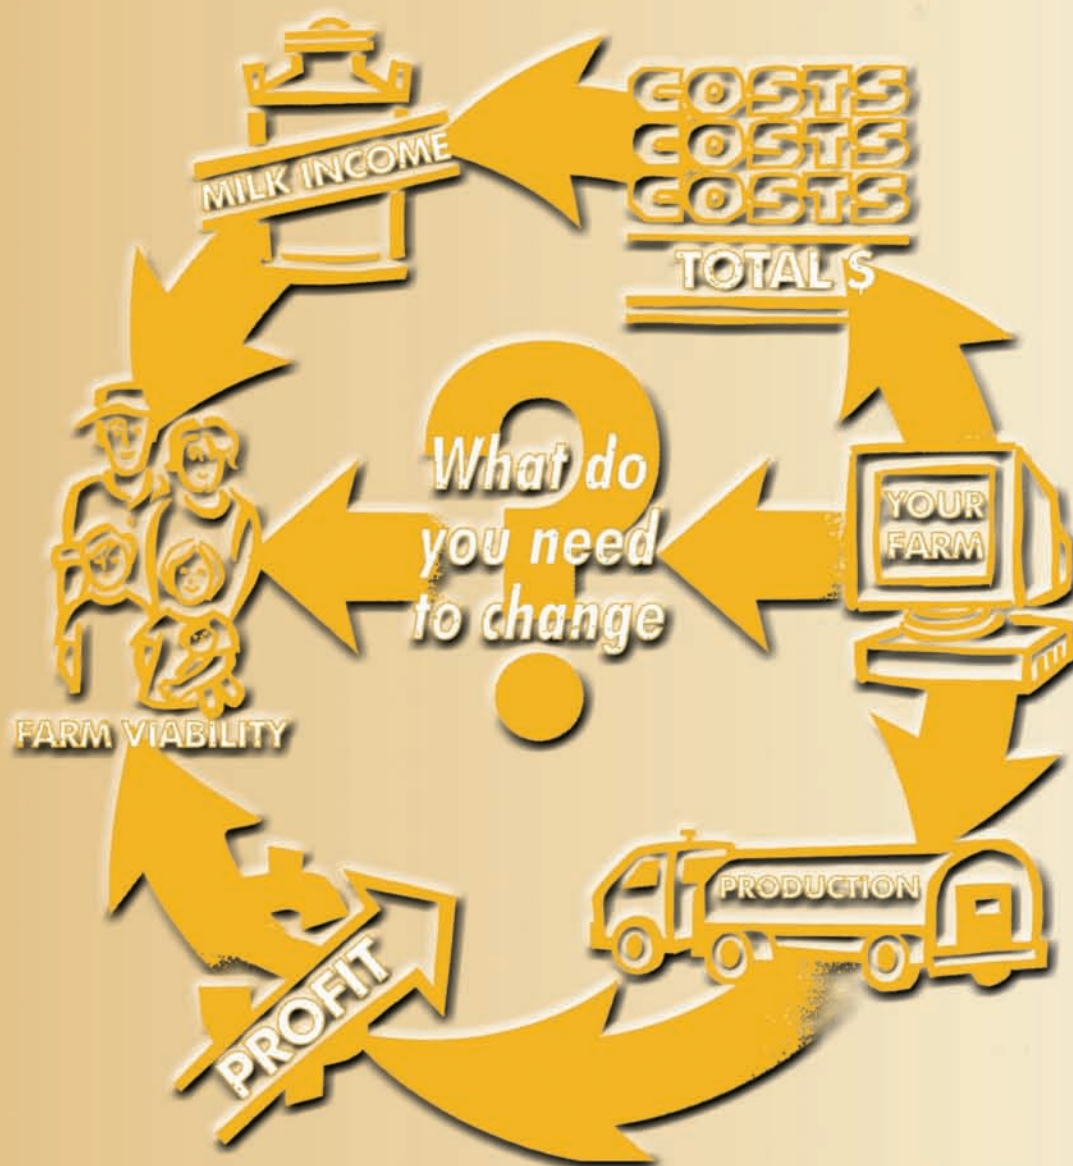 COSTS
COSTS
COSTS
TOTAL $
MILK INCOME
What do
you need
to change
?
YOUR
FARM
FARM VIABILITY
PRODUCTION
PROFIT